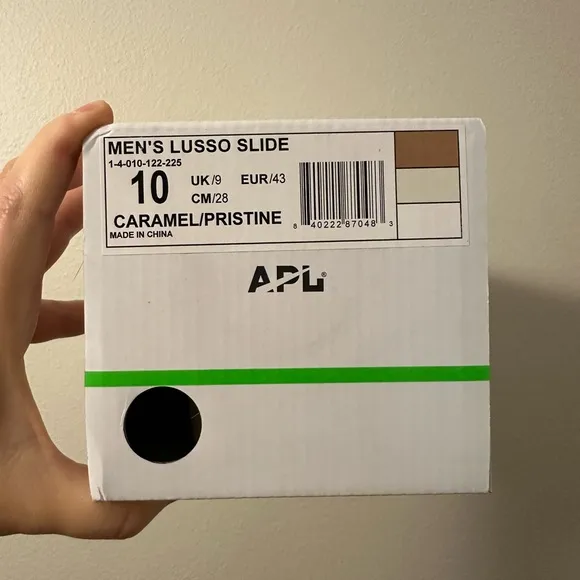 MEN'S LUSSO SLIDE
1-4-010-122-225
10 UK/9 EUR/43
CM/28
CARAMEL/PRISTINE
MADE IN CHINA
8 40222 87048 3
APL®